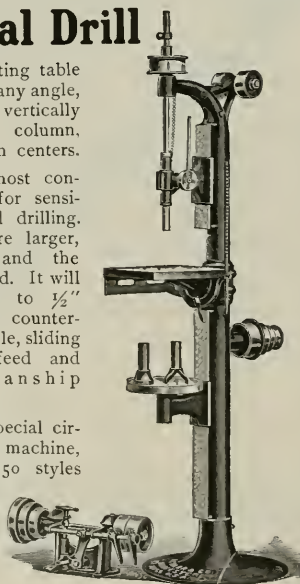 al Drill
ting table
any angle,
vertically
column,
n centers.
nost con-
for sensi-
l drilling.
re larger,
and the
d. It will
to ½"
counter-
le, sliding
feed and
anship
pecial cir-
machine,
50 styles